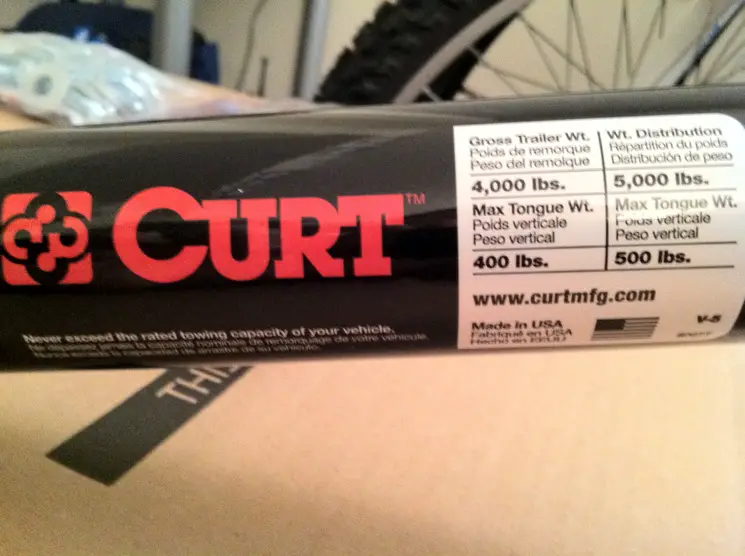 CURT™
Never exceed the rated towing capacity of your vehicle.
Gross Trailer Wt.
Poids de remorque
Peso del remolque
4,000 lbs.
Max Tongue Wt.
Poids verticale
Peso vertical
400 lbs.
Wt. Distribution
Répartition du poids
Distribución de peso
5,000 lbs.
Max Tongue Wt.
Poids verticale
Peso vertical
500 lbs.
www.curtmfg.com
Made in USA
Fabriqué en USA
Hecho en EEUU
V-5
THI